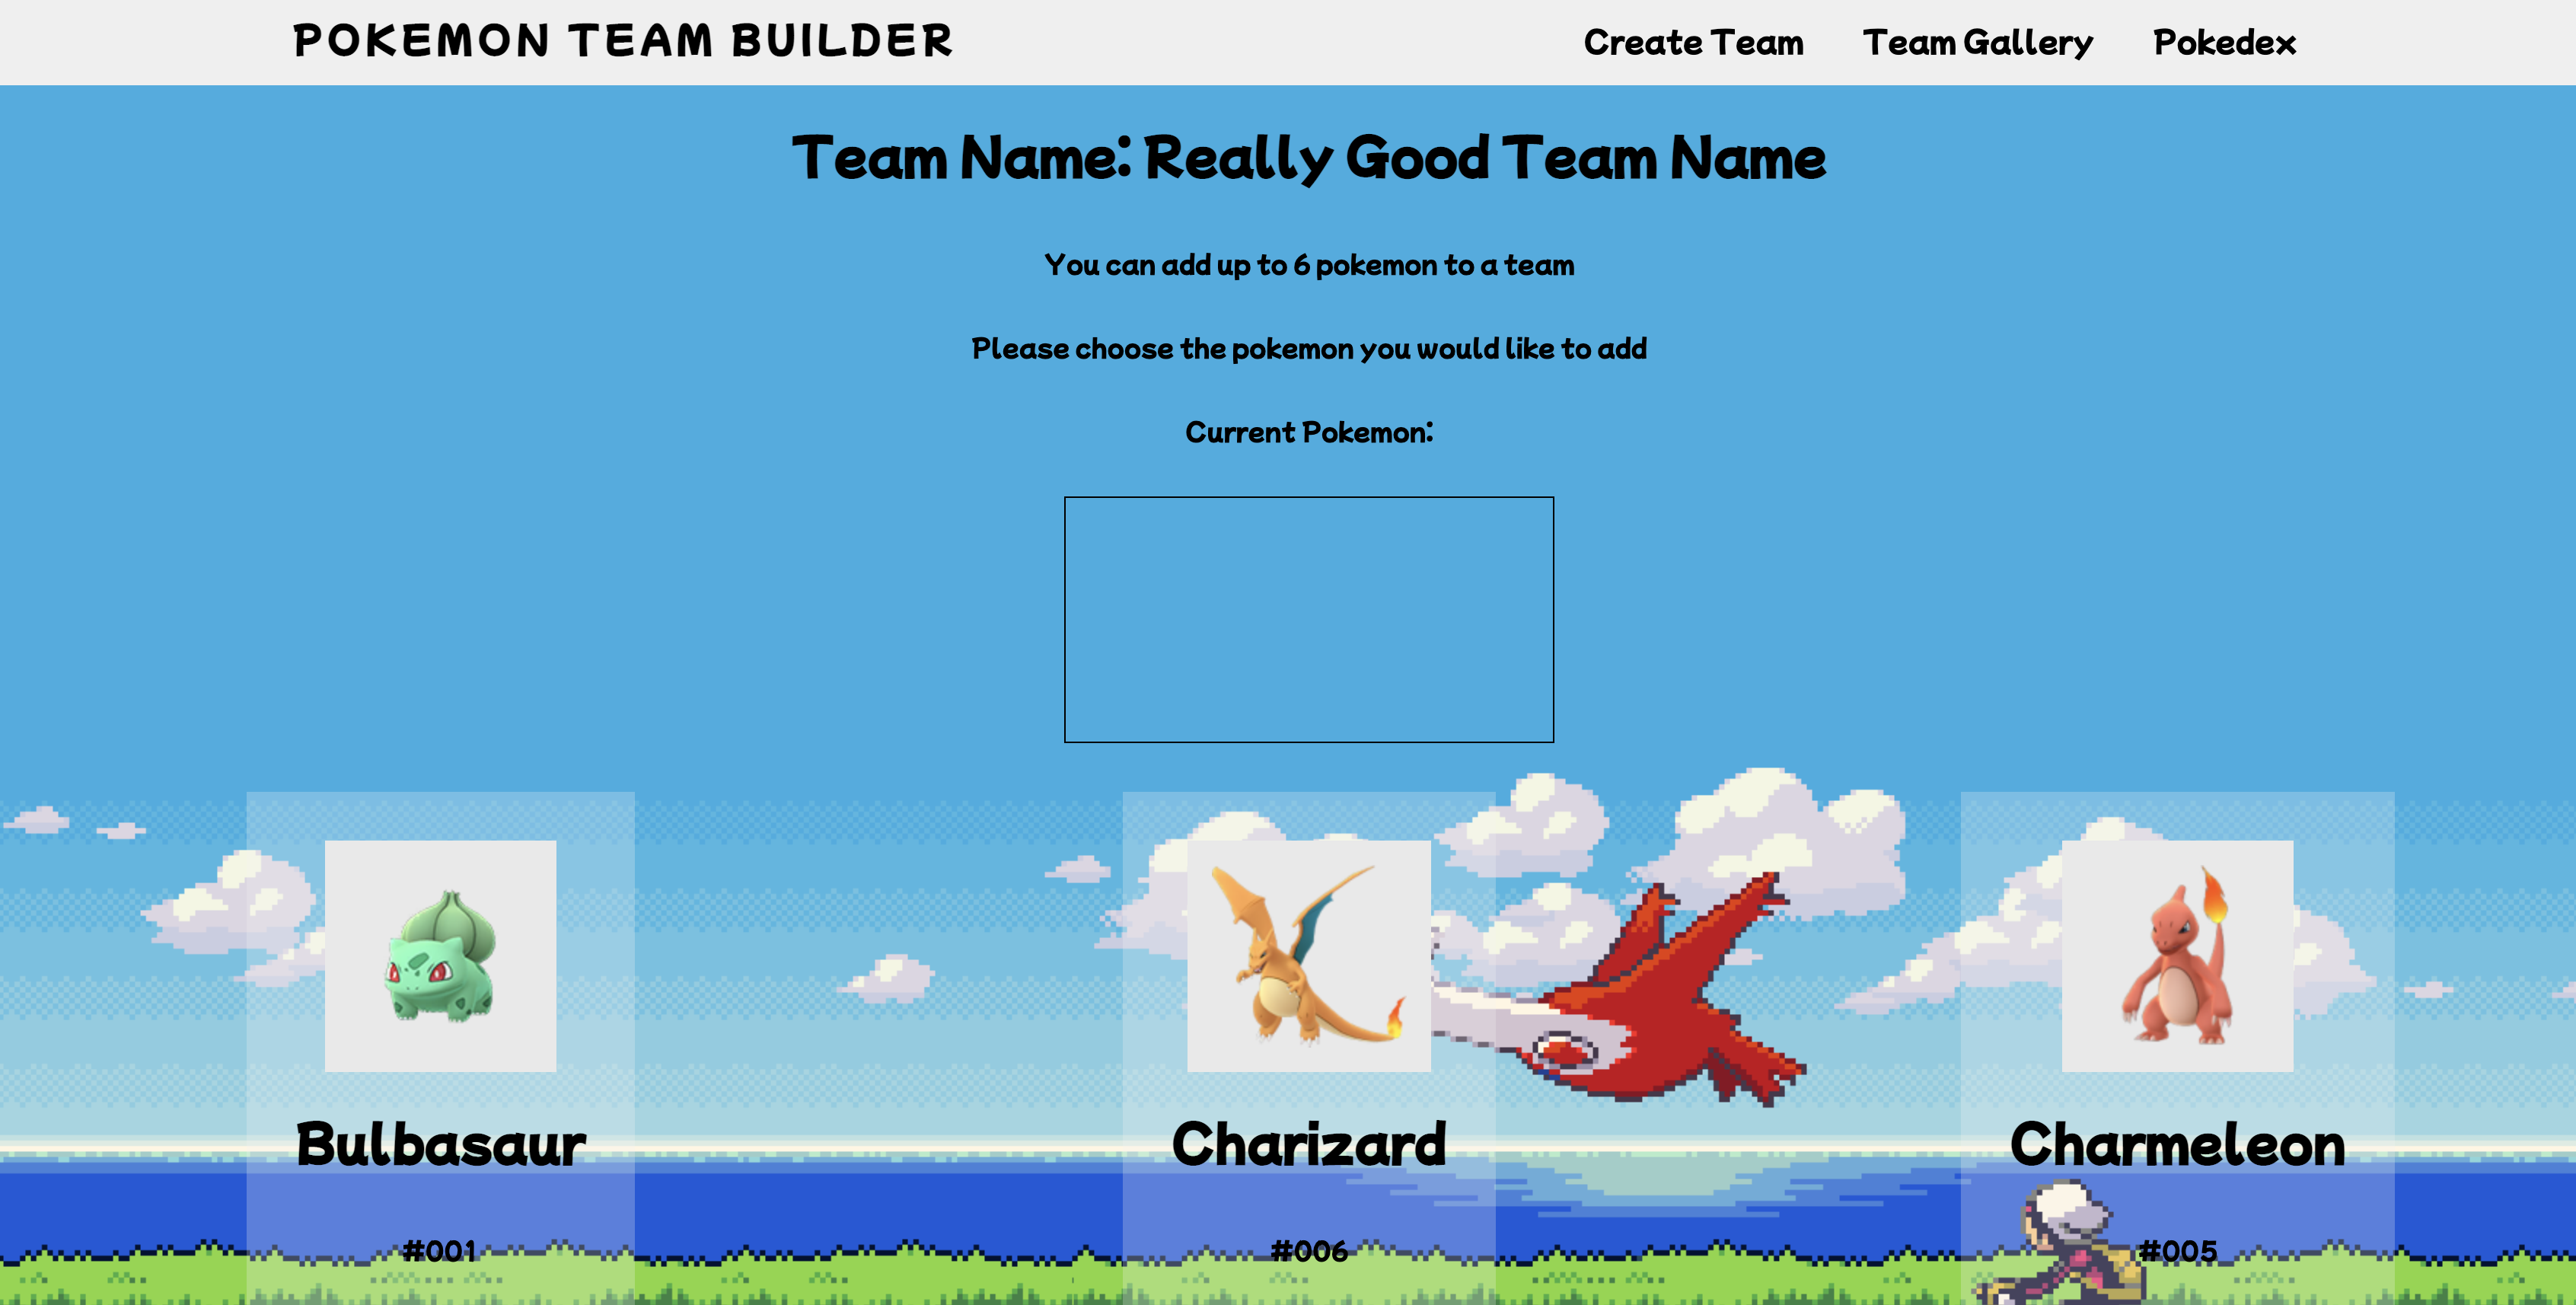 POKEMON TEAM BUILDER
Create Team
Team Gallery
Pokedex
Team Name: Really Good Team Name
You can add up to 6 pokemon to a team
Please choose the pokemon you would like to add
Current Pokemon:
Bulbasaur
Charizard
Charmeleon
#001
#006
#005